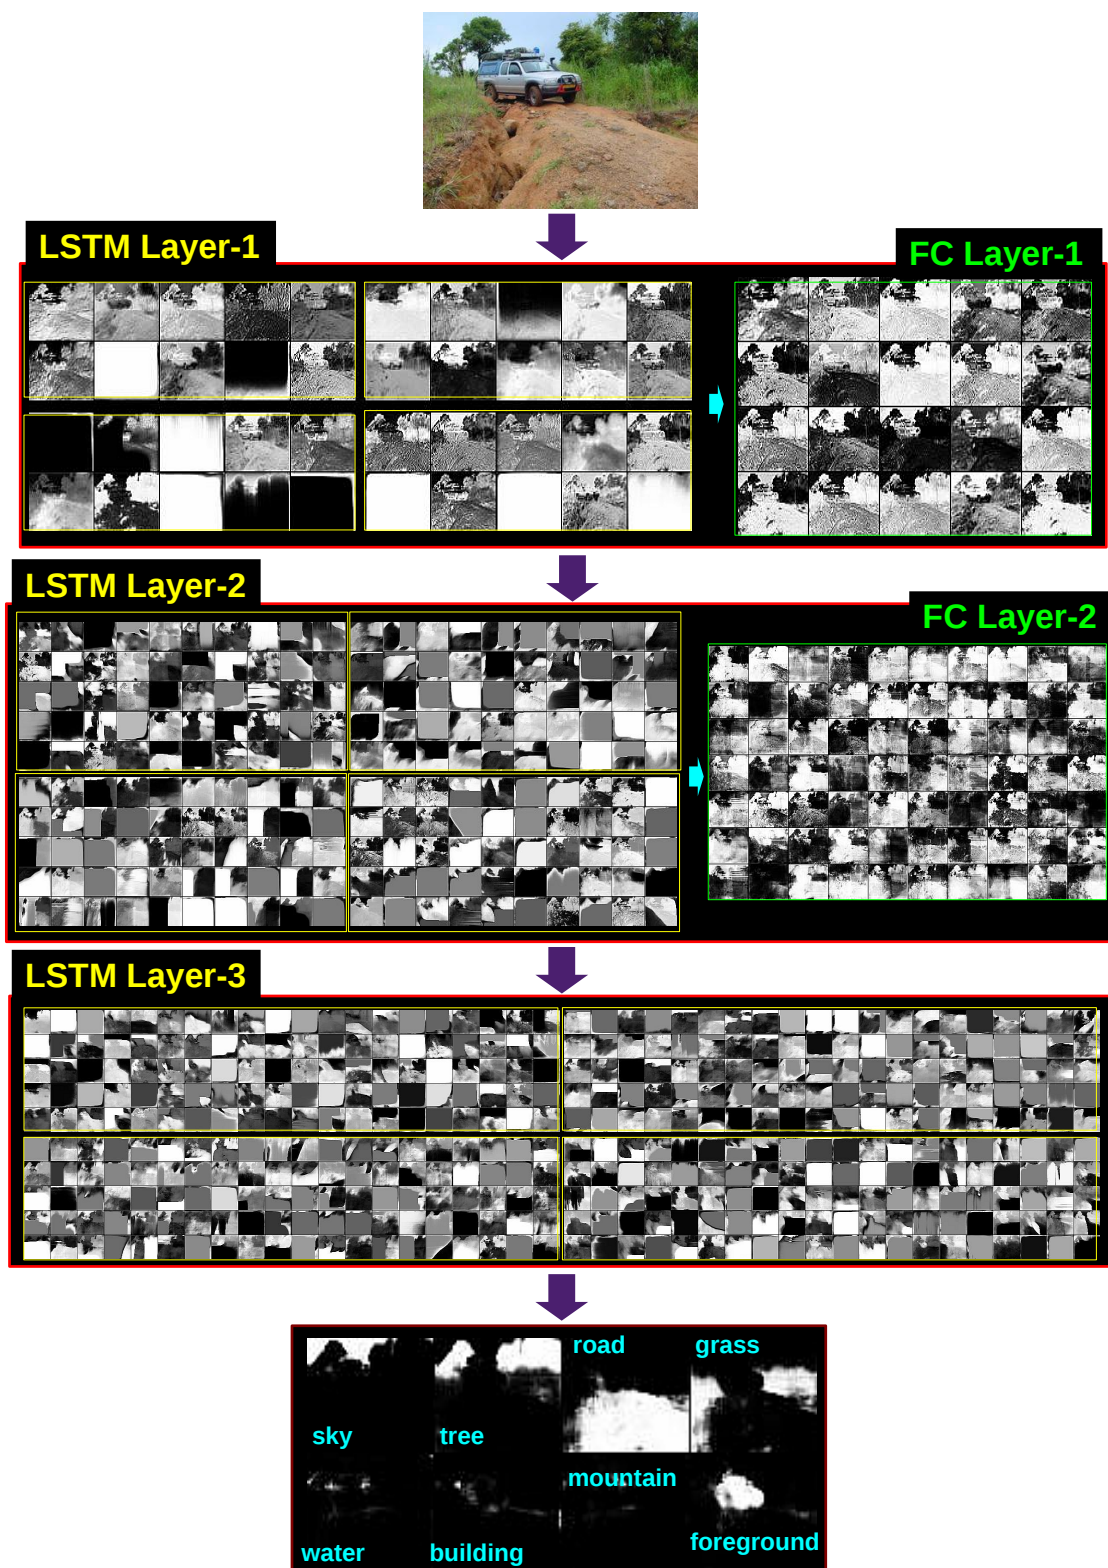 LSTM Layer-1
FC Layer-1
LSTM Layer-2
FC Layer-2
LSTM Layer-3
road
grass
sky
tree
mountain
water
building
foreground